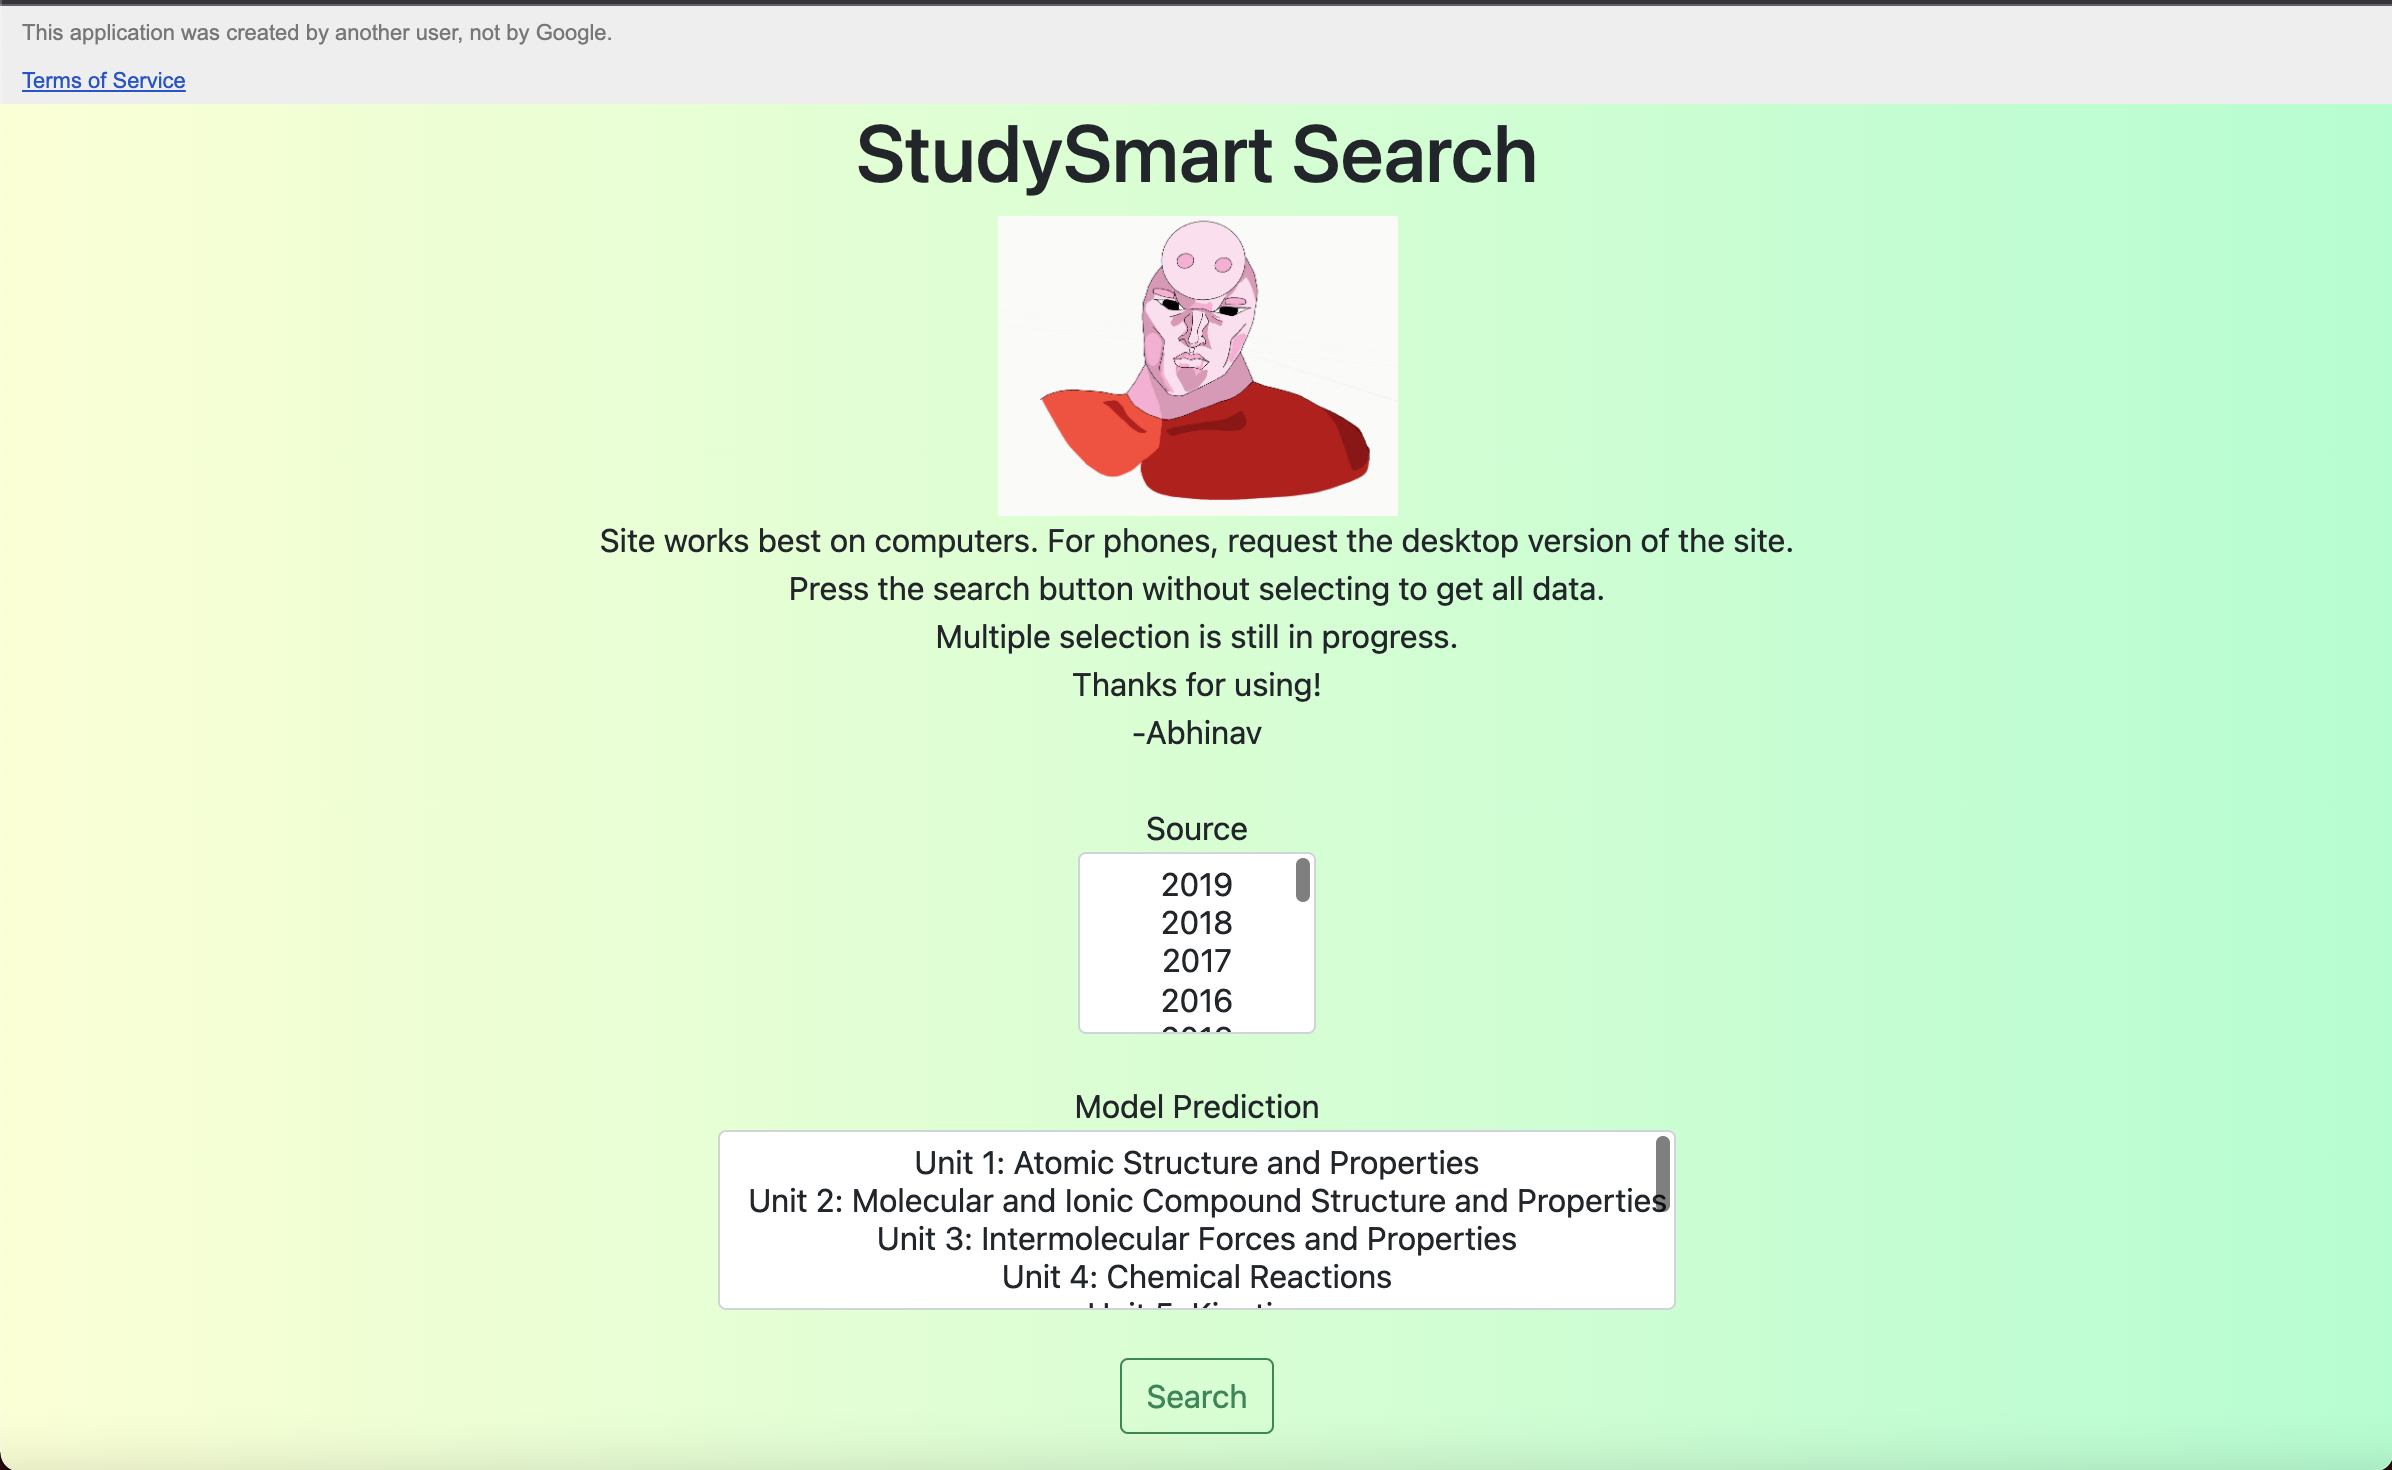 This application was created by another user, not by Google.
Terms of Service
StudySmart Search
Site works best on computers. For phones, request the desktop version of the site.
Press the search button without selecting to get all data.
Multiple selection is still in progress.
Thanks for using!
-Abhinav
Source
2019
2018
2017
2016
Model Prediction
Unit 1: Atomic Structure and Properties
Unit 2: Molecular and Ionic Compound Structure and Properties
Unit 3: Intermolecular Forces and Properties
Unit 4: Chemical Reactions
Search